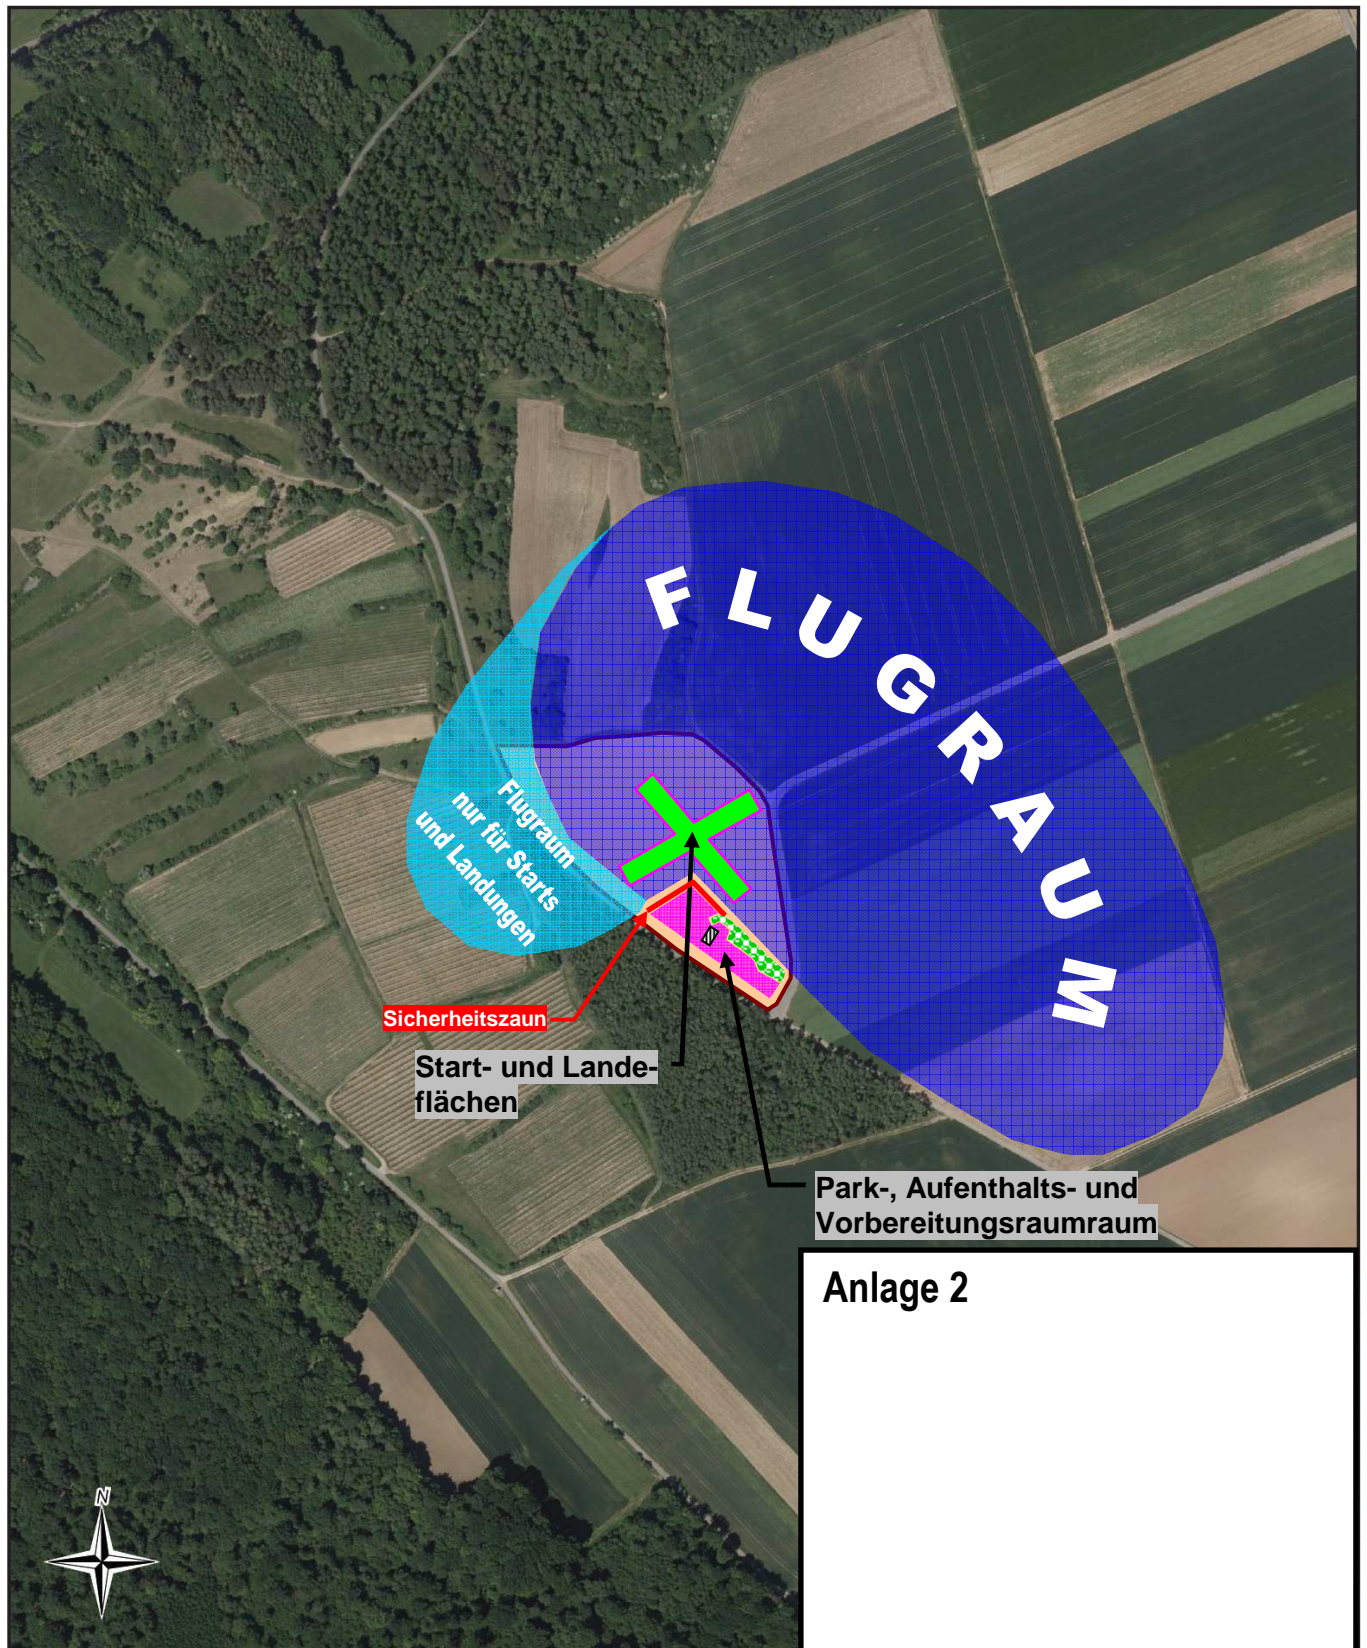 FLUGRAUM
Flugraum
nur für Starts
und Landungen
Sicherheitszaun
Start- und Lande-
flächen
Park-, Aufenthalts- und
Vorbereitungsraumraum
Anlage 2
N